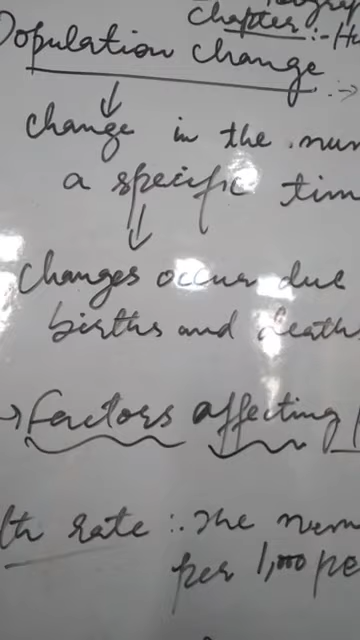 Chapter:- Hu
Population change :→
change in the num
a specific tim
Changes occur due
births and deaths
→ Factors affecting
th rate :. The num
per 1,000 pe